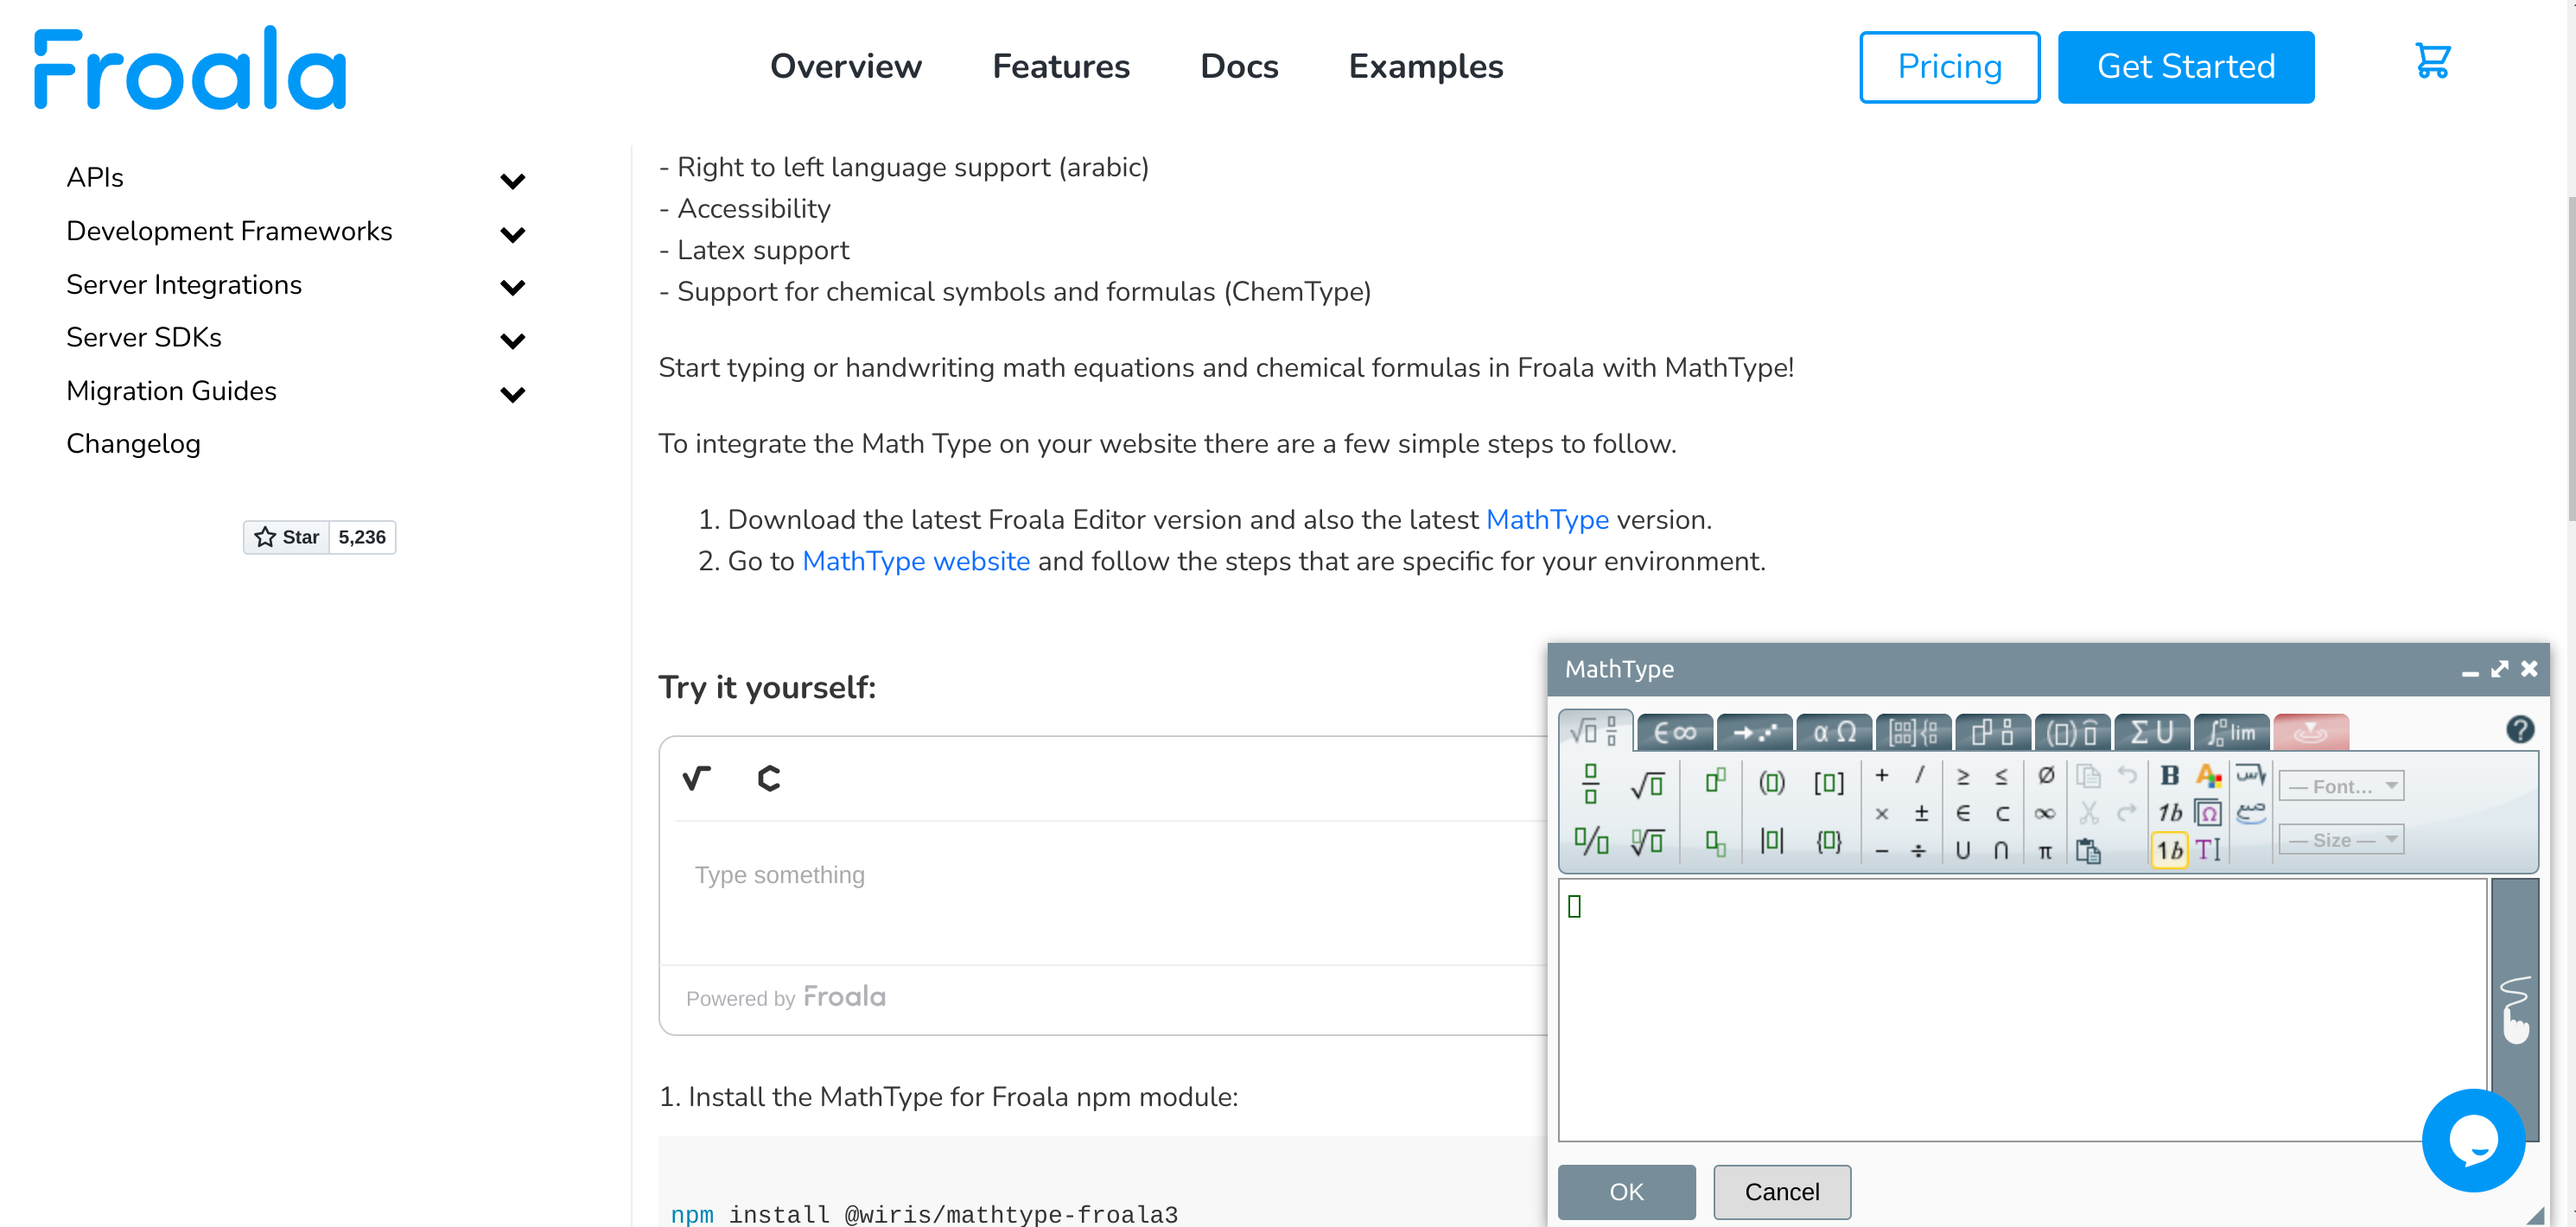 Froala
Overview
Features
Docs
Examples
Pricing
Get Started
APIs
Development Frameworks
Server Integrations
Server SDKs
Migration Guides
Changelog
Star 5,236
- Right to left language support (arabic)
- Accessibility
- Latex support
- Support for chemical symbols and formulas (ChemType)
Start typing or handwriting math equations and chemical formulas in Froala with MathType!
To integrate the Math Type on your website there are a few simple steps to follow.
1. Download the latest Froala Editor version and also the latest MathType version.
2. Go to MathType website and follow the steps that are specific for your environment.
Try it yourself:
Type something
Powered by Froala
1. Install the MathType for Froala npm module:
npm install @wiris/mathtype-froala3
MathType
∈∞
α Ω
Σ U
lim
?
+ / ≥ ≤ ∅ B A
× ± ∈ ⊂ ∞ 1b Ω
− ÷ ∪ ∩ π 1b TI
— Font...
— Size —
OK
Cancel